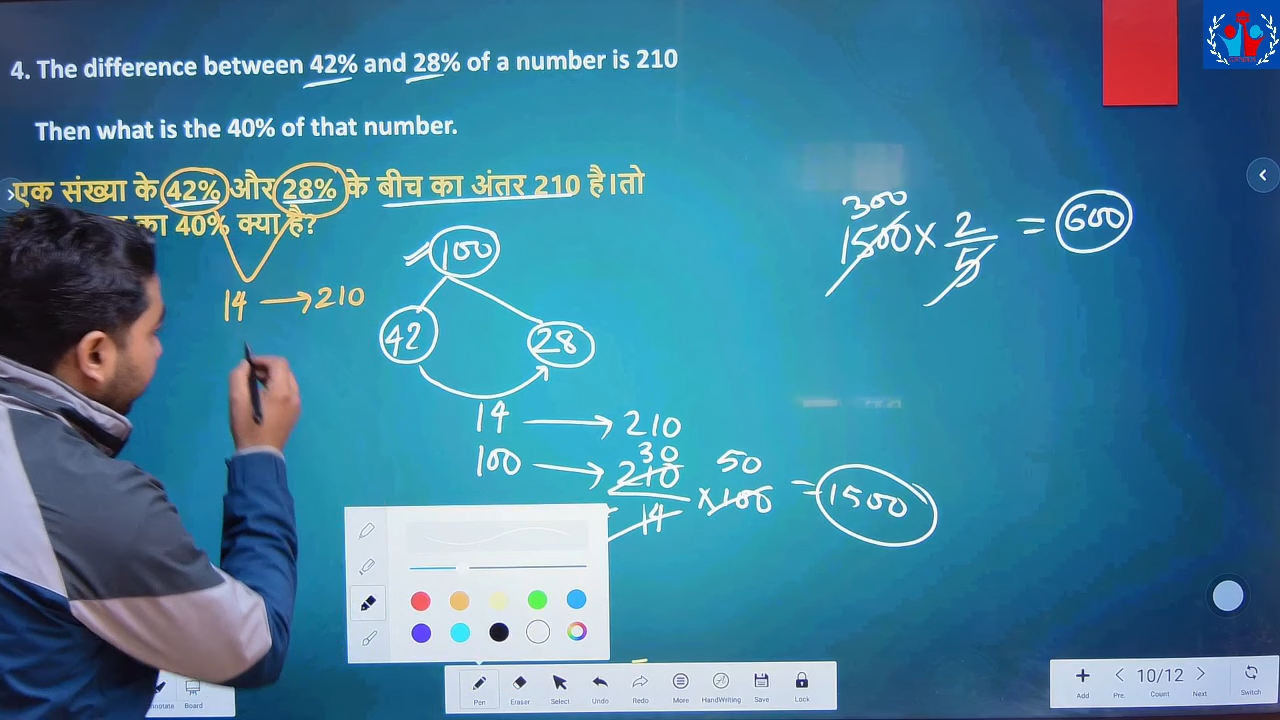 4. The difference between 42% and 28% of a number is 210
Then what is the 40% of that number.
एक संख्या के 42% और 28% के बीच का अंतर 210 है।तो
का 40% क्या है?
14 → 210
100
42 28
14 → 210
100 → 210/14 × 100 = 1500
30 50
300
1500 × 2/5 = 600
Pen
Eraser
Select
Undo
Redo
More
HandWriting
Save
Lock
Board
10/12
Add
Pre.
Count
Next
Switch